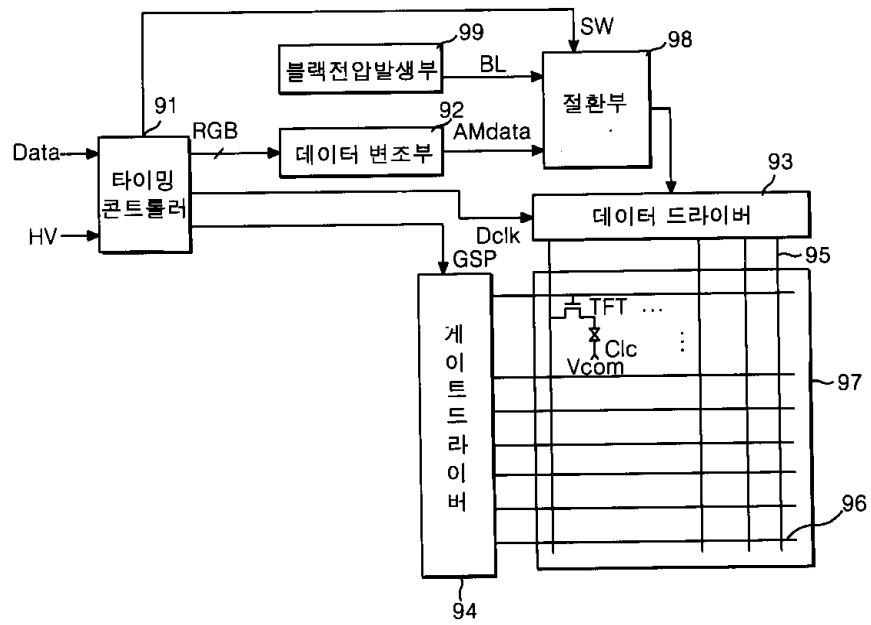 SW
99
98
블랙전압발생부
BL
절환부
91
RGB
92
AMdata
Data
데이터 변조부
타이밍
콘트롤러
93
데이터 드라이버
HV
Dclk
GSP
95
TFT ...
게이트드라이버
Clc
Vcom
97
96
94